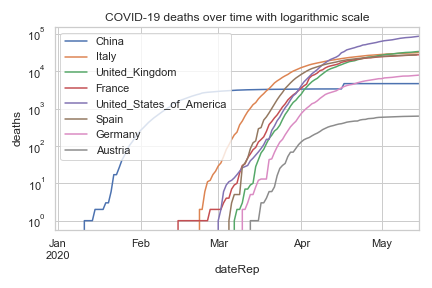 COVID-19 deaths over time with logarithmic scale
deaths
10^5
10^4
10^3
10^2
10^1
10^0
China
Italy
United_Kingdom
France
United_States_of_America
Spain
Germany
Austria
Jan
2020
Feb
Mar
Apr
May
dateRep